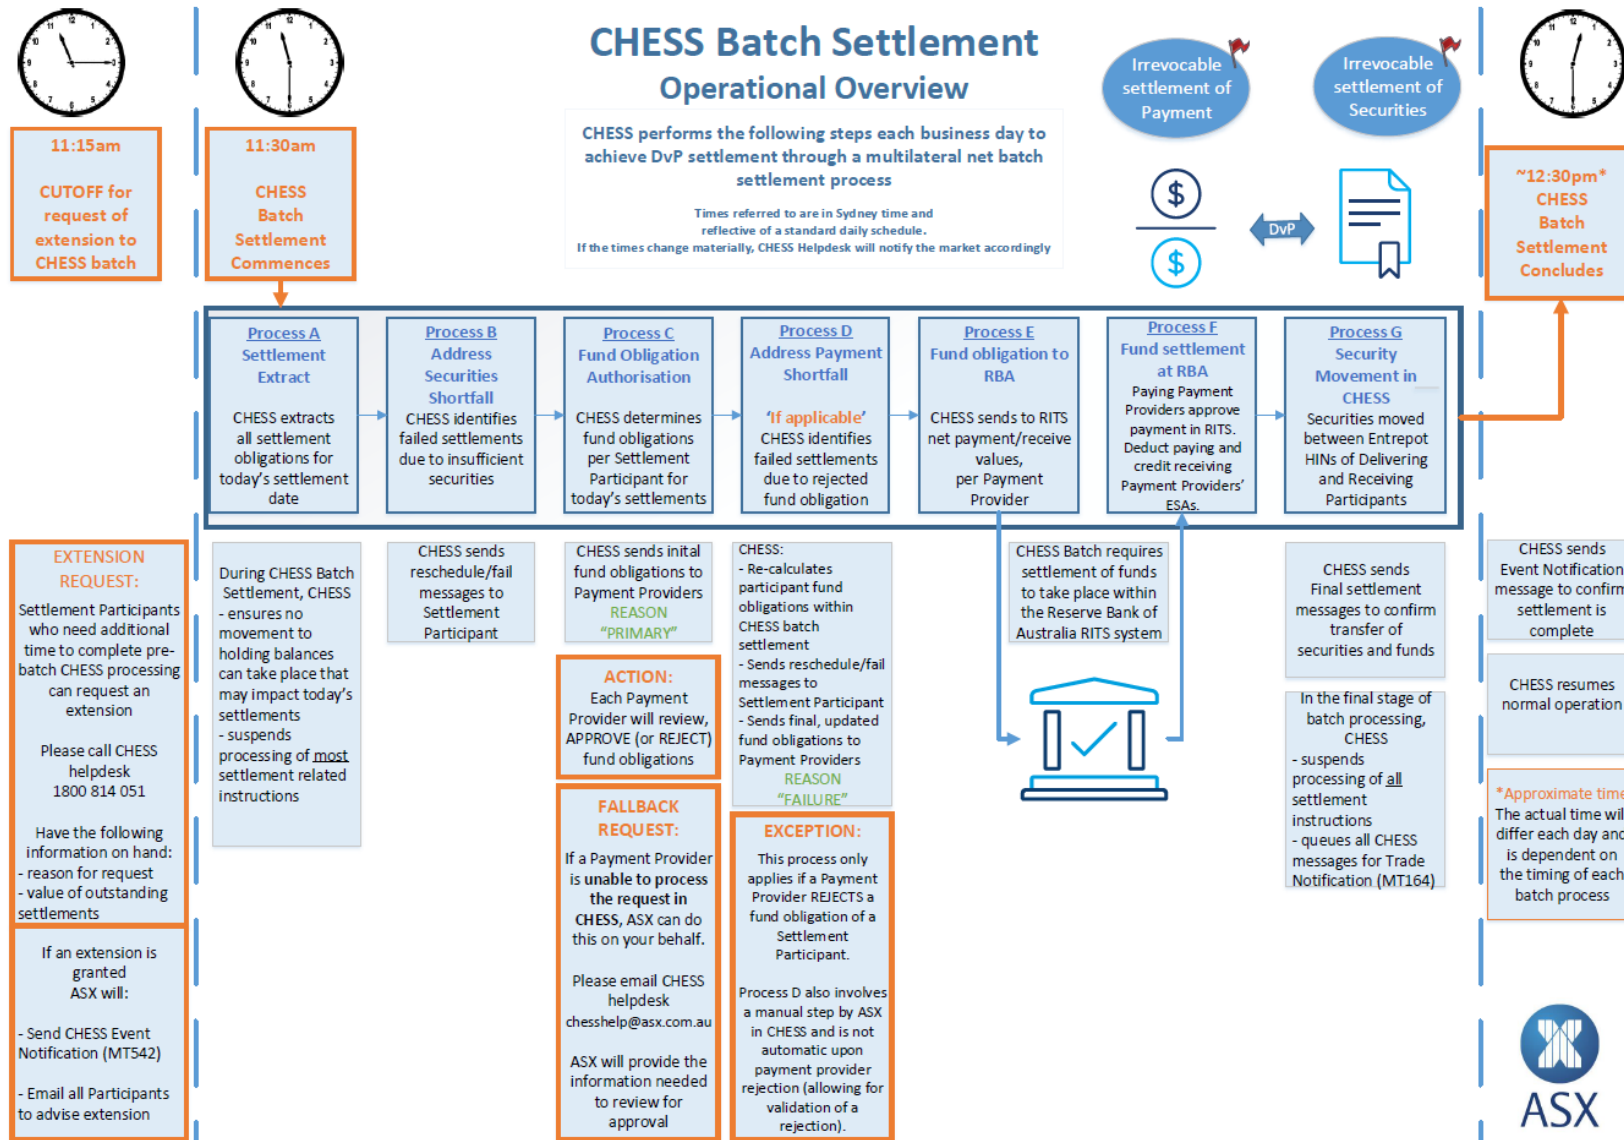 CHESS Batch Settlement
Operational Overview
CHESS performs the following steps each business day to
achieve DvP settlement through a multilateral net batch
settlement process
Times referred to are in Sydney time and
reflective of a standard daily schedule.
If the times change materially, CHESS Helpdesk will notify the market accordingly
Irrevocable
settlement of
Payment
Irrevocable
settlement of
Securities
$
$
DvP
11:15am
CUTOFF for
request of
extension to
CHESS batch
11:30am
CHESS
Batch
Settlement
Commences
~12:30pm*
CHESS
Batch
Settlement
Concludes
Process A
Settlement
Extract
CHESS extracts
all settlement
obligations for
today's settlement
date
Process B
Address
Securities
Shortfall
CHESS identifies
failed settlements
due to insufficient
securities
Process C
Fund Obligation
Authorisation
CHESS determines
fund obligations
per Settlement
Participant for
today's settlements
Process D
Address Payment
Shortfall
'If applicable'
CHESS identifies
failed settlements
due to rejected
fund obligation
Process E
Fund obligation to
RBA
CHESS sends to RITS
net payment/receive
values,
per Payment
Provider
Process F
Fund settlement
at RBA
Paying Payment
Providers approve
payment in RITS.
Deduct paying and
credit receiving
Payment Providers'
ESAs.
Process G
Security
Movement in
CHESS
Securities moved
between Entrepot
HINs of Delivering
and Receiving
Participants
EXTENSION
REQUEST:
Settlement Participants
who need additional
time to complete pre-
batch CHESS processing
can request an
extension
Please call CHESS
helpdesk
1800 814 051
Have the following
information on hand:
- reason for request
- value of outstanding
settlements
If an extension is
granted
ASX will:
- Send CHESS Event
Notification (MT542)
- Email all Participants
to advise extension
During CHESS Batch
Settlement, CHESS
- ensures no
movement to
holding balances
can take place that
may impact today's
settlements
- suspends
processing of most
settlement related
instructions
CHESS sends
reschedule/fail
messages to
Settlement
Participant
CHESS sends inital
fund obligations to
Payment Providers
REASON
"PRIMARY"
ACTION:
Each Payment
Provider will review,
APPROVE (or REJECT)
fund obligations
FALLBACK
REQUEST:
If a Payment Provider
is unable to process
the request in
CHESS, ASX can do
this on your behalf.
Please email CHESS
helpdesk
chesshelp@asx.com.au
ASX will provide the
information needed
to review for
approval
CHESS:
- Re-calculates
participant fund
obligations within
CHESS batch
settlement
- Sends reschedule/fail
messages to
Settlement Participant
- Sends final, updated
fund obligations to
Payment Providers
REASON
"FAILURE"
EXCEPTION:
This process only
applies if a Payment
Provider REJECTS a
fund obligation of a
Settlement
Participant.
Process D also involves
a manual step by ASX
in CHESS and is not
automatic upon
payment provider
rejection (allowing for
validation of a
rejection).
CHESS Batch requires
settlement of funds
to take place within
the Reserve Bank of
Australia RITS system
CHESS sends
Final settlement
messages to confirm
transfer of
securities and funds
In the final stage of
batch processing,
CHESS
- suspends
processing of all
settlement
instructions
- queues all CHESS
messages for Trade
Notification (MT164)
CHESS sends
Event Notification
message to confirm
settlement is
complete
CHESS resumes
normal operation
*Approximate time
The actual time will
differ each day and
is dependent on
the timing of each
batch process
ASX